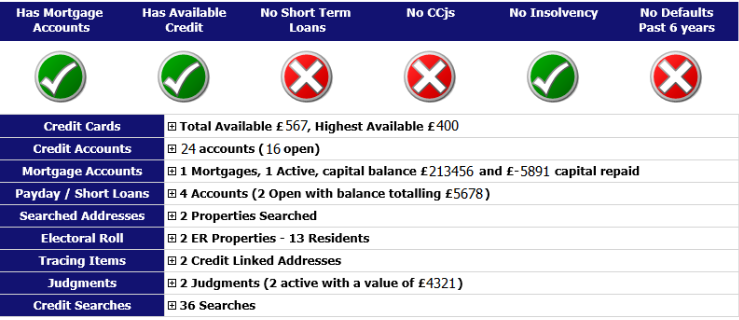 Has Mortgage Accounts Has Available Credit No Short Term Loans No CCjs No Insolvency No Defaults Past 6 years
Credit Cards Total Available £567, Highest Available £400
Credit Accounts 24 accounts (16 open)
Mortgage Accounts 1 Mortgages, 1 Active, capital balance £213456 and £-5891 capital repaid
Payday / Short Loans 4 Accounts (2 Open with balance totalling £5678)
Searched Addresses 2 Properties Searched
Electoral Roll 2 ER Properties - 13 Residents
Tracing Items 2 Credit Linked Addresses
Judgments 2 Judgments (2 active with a value of £4321)
Credit Searches 36 Searches